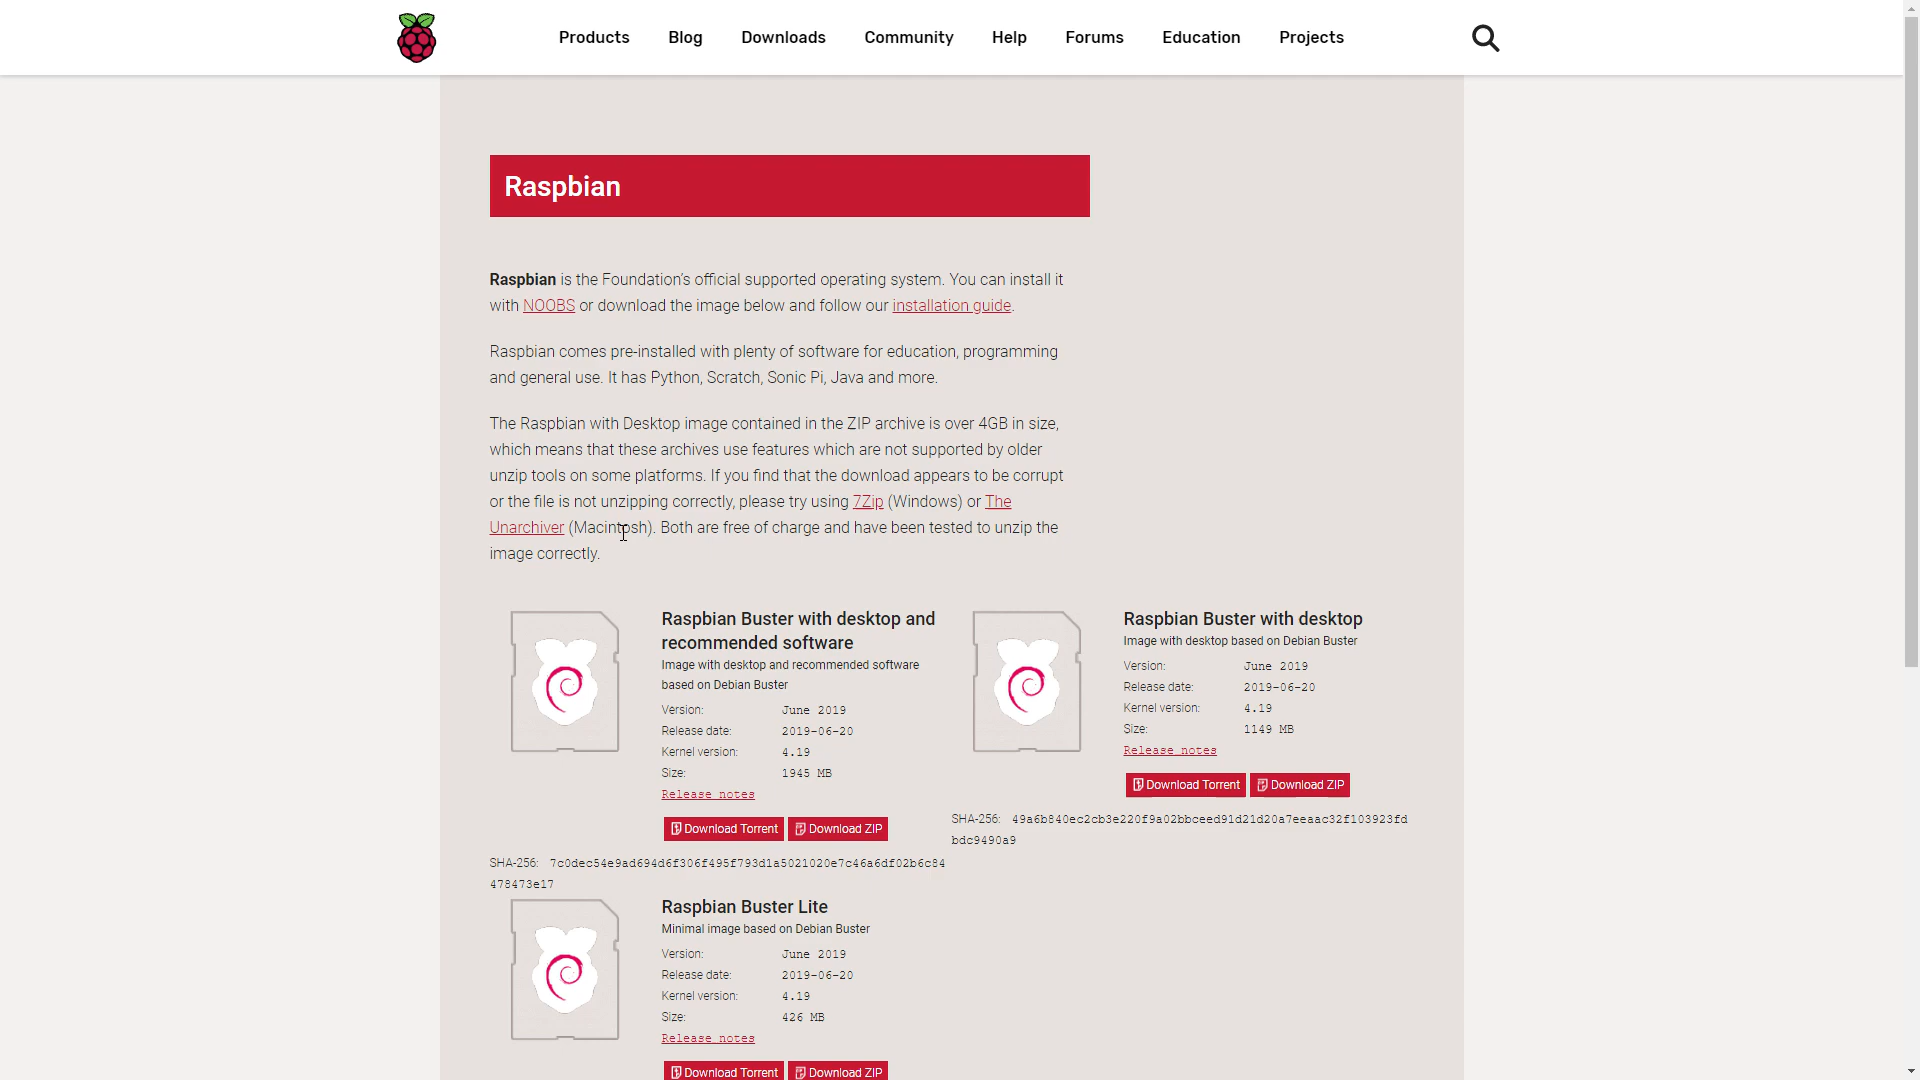 Products Blog Downloads Community Help Forums Education Projects
Raspbian
Raspbian is the Foundation's official supported operating system. You can install it
with NOOBS or download the image below and follow our installation guide.
Raspbian comes pre-installed with plenty of software for education, programming
and general use. It has Python, Scratch, Sonic Pi, Java and more.
The Raspbian with Desktop image contained in the ZIP archive is over 4GB in size,
which means that these archives use features which are not supported by older
unzip tools on some platforms. If you find that the download appears to be corrupt
or the file is not unzipping correctly, please try using 7Zip (Windows) or The
Unarchiver (Macintosh). Both are free of charge and have been tested to unzip the
image correctly.
Raspbian Buster with desktop and
recommended software
Image with desktop and recommended software
based on Debian Buster
Version: June 2019
Release date: 2019-06-20
Kernel version: 4.19
Size: 1945 MB
Release notes
Download Torrent Download ZIP
SHA-256: 7c0dec54e9ad694d6f306f495f793d1a5021020e7c46a6df02b6c84
478473e17
Raspbian Buster with desktop
Image with desktop based on Debian Buster
Version: June 2019
Release date: 2019-06-20
Kernel version: 4.19
Size: 1149 MB
Release notes
Download Torrent Download ZIP
SHA-256: 49a6b840ec2cb3e220f9a02bbceed91d21d20a7eeaac32f103923fd
bdc9490a9
Raspbian Buster Lite
Minimal image based on Debian Buster
Version: June 2019
Release date: 2019-06-20
Kernel version: 4.19
Size: 426 MB
Release notes
Download Torrent Download ZIP